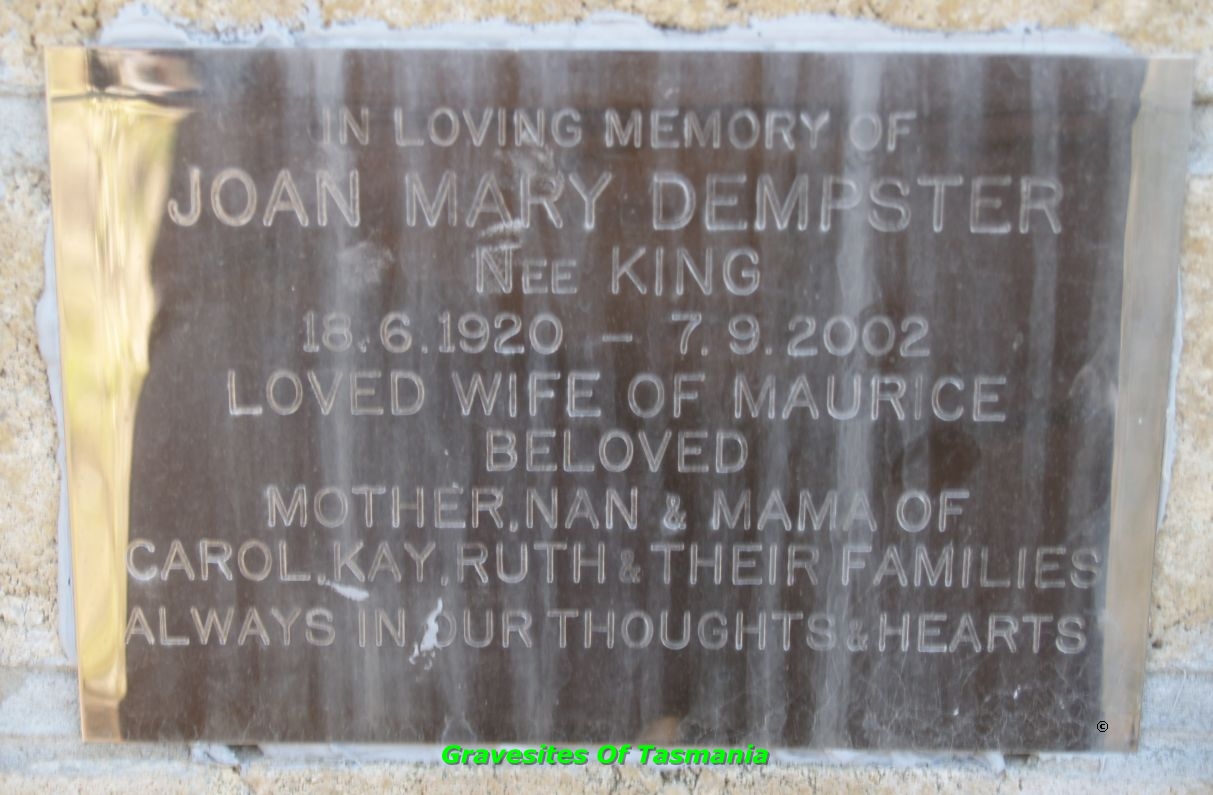 IN LOVING MEMORY OF
JOAN MARY DEMPSTER
NEE KING
18.6.1920 – 7.9.2002
LOVED WIFE OF MAURICE
BELOVED
MOTHER, NAN & MAMA OF
CAROL, KAY, RUTH & THEIR FAMILIES
ALWAYS IN OUR THOUGHTS & HEARTS
©
Gravesites Of Tasmania